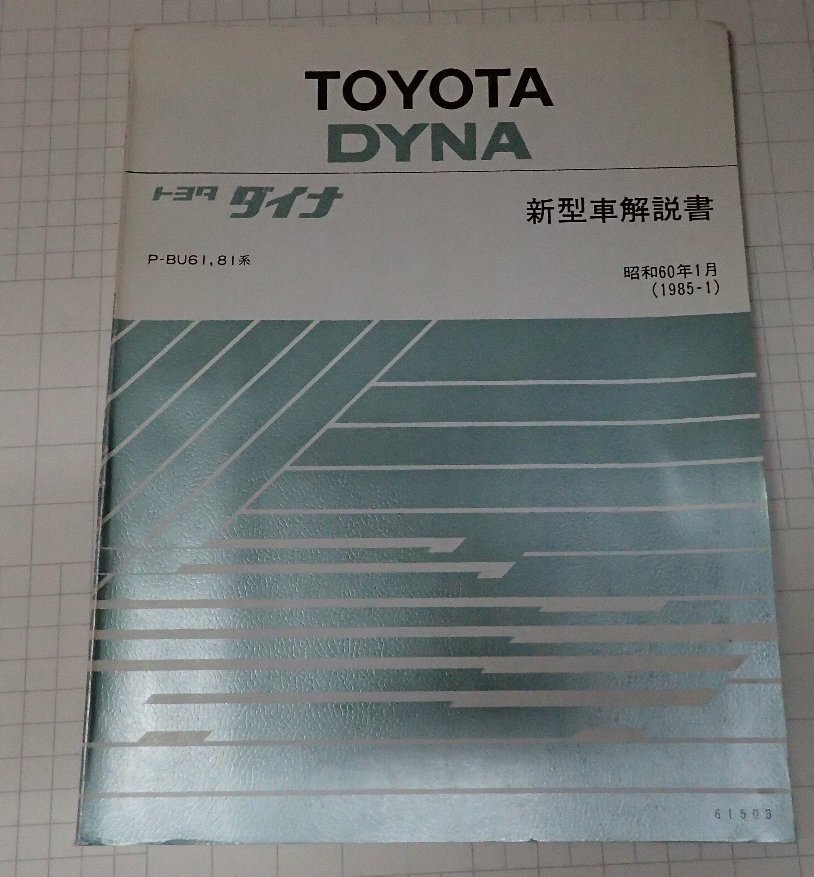 TOYOTA
DYNA
トヨタ ダイナ
新型車解説書
P-BU61,81系
昭和60年1月
(1985-1)
61503